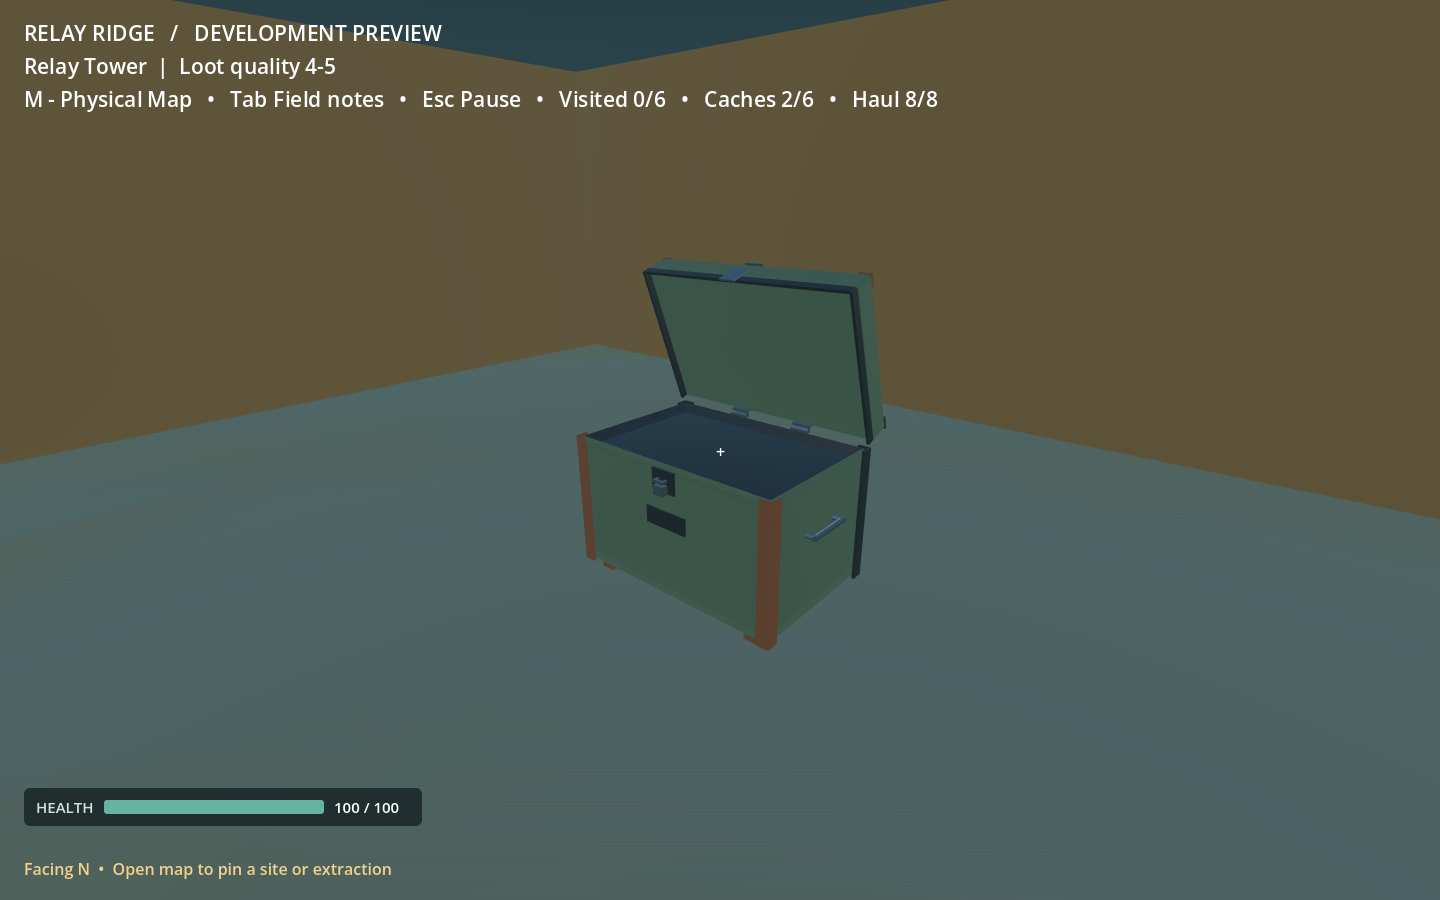 RELAY RIDGE / DEVELOPMENT PREVIEW
Relay Tower | Loot quality 4-5
M - Physical Map • Tab Field notes • Esc Pause • Visited 0/6 • Caches 2/6 • Haul 8/8
HEALTH 100 / 100
Facing N • Open map to pin a site or extraction